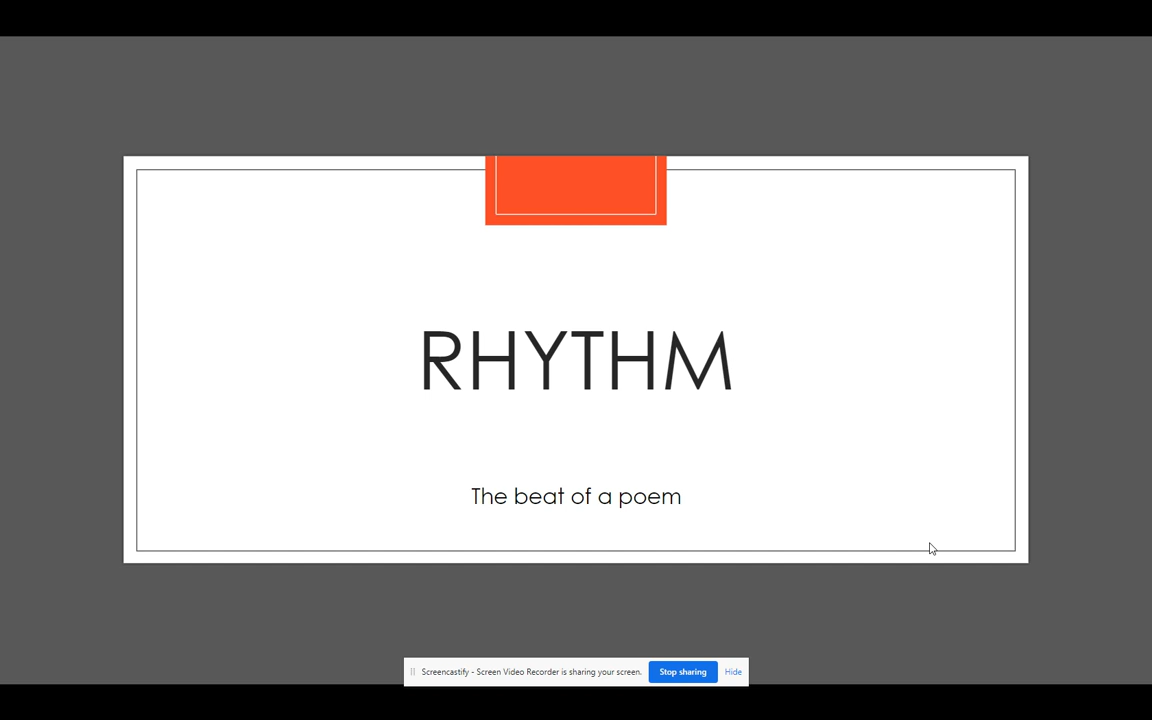 RHYTHM
The beat of a poem
Screencastify - Screen Video Recorder is sharing your screen. Stop sharing Hide